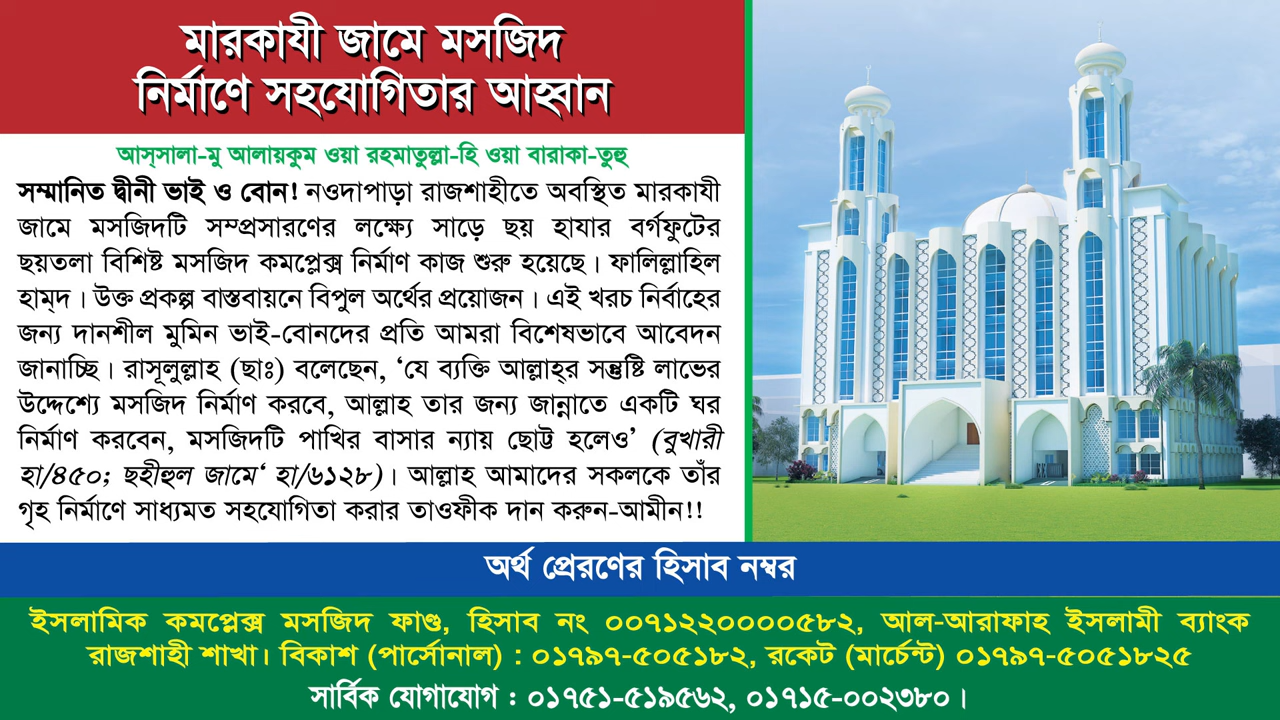 মারকাযী জামে মসজিদ
নির্মাণে সহযোগিতার আহ্বান
আস্সালা-মু আলায়কুম ওয়া রহমাতুল্লা-হি ওয়া বারাকা-তুহু
সম্মানিত দ্বীনী ভাই ও বোন! নওদাপাড়া রাজশাহীতে অবস্থিত মারকাযী
জামে মসজিদটি সম্প্রসারণের লক্ষ্যে সাড়ে ছয় হাযার বর্গফুটের
ছয়তলা বিশিষ্ট মসজিদ কমপ্লেক্স নির্মাণ কাজ শুরু হয়েছে। ফালিল্লাহিল
হাম্দ। উক্ত প্রকল্প বাস্তবায়নে বিপুল অর্থের প্রয়োজন। এই খরচ নির্বাহের
জন্য দানশীল মুমিন ভাই-বোনদের প্রতি আমরা বিশেষভাবে আবেদন
জানাচ্ছি। রাসূলুল্লাহ (ছাঃ) বলেছেন, ‘যে ব্যক্তি আল্লাহ্র সন্তুষ্টি লাভের
উদ্দেশ্যে মসজিদ নির্মাণ করবে, আল্লাহ তার জন্য জান্নাতে একটি ঘর
নির্মাণ করবেন, মসজিদটি পাখির বাসার ন্যায় ছোট্ট হলেও’ (বুখারী
হা/৪৫০; ছহীহুল জামে‘ হা/৬১২৮)। আল্লাহ আমাদের সকলকে তাঁর
গৃহ নির্মাণে সাধ্যমত সহযোগিতা করার তাওফীক দান করুন-আমীন!!
অর্থ প্রেরণের হিসাব নম্বর
ইসলামিক কমপ্লেক্স মসজিদ ফাণ্ড, হিসাব নং ০০৭১২২০০০০৫৮২, আল-আরাফাহ ইসলামী ব্যাংক
রাজশাহী শাখা। বিকাশ (পার্সোনাল) : ০১৭৯৭-৫০৫১৮২, রকেট (মার্চেন্ট) ০১৭৯৭-৫০৫১৮২৫
সার্বিক যোগাযোগ : ০১৭৫১-৫১৯৫৬২, ০১৭১৫-০০২৩৮০।